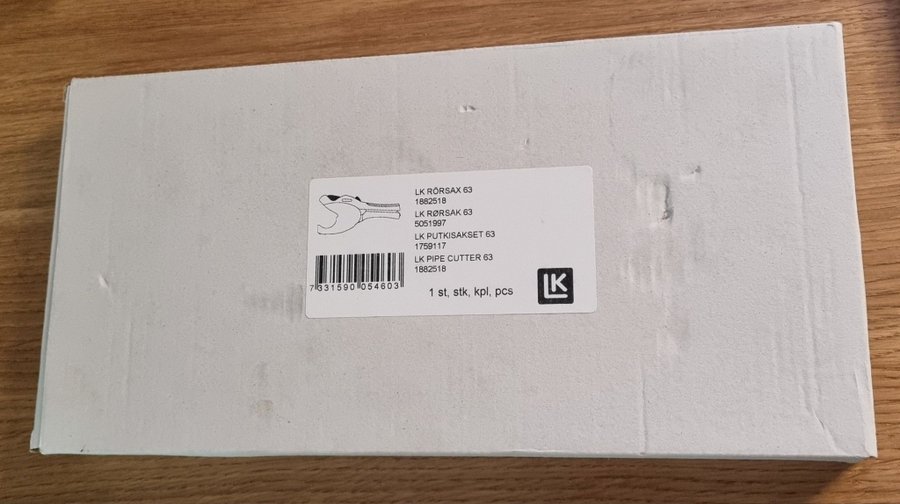 LK RÖRSAX 63
1882518
LK RØRSAK 63
5051997
LK PUTKISAKSET 63
1759117
LK PIPE CUTTER 63
1882518
7 331590 054603
1 st, stk, kpl, pcs
LK